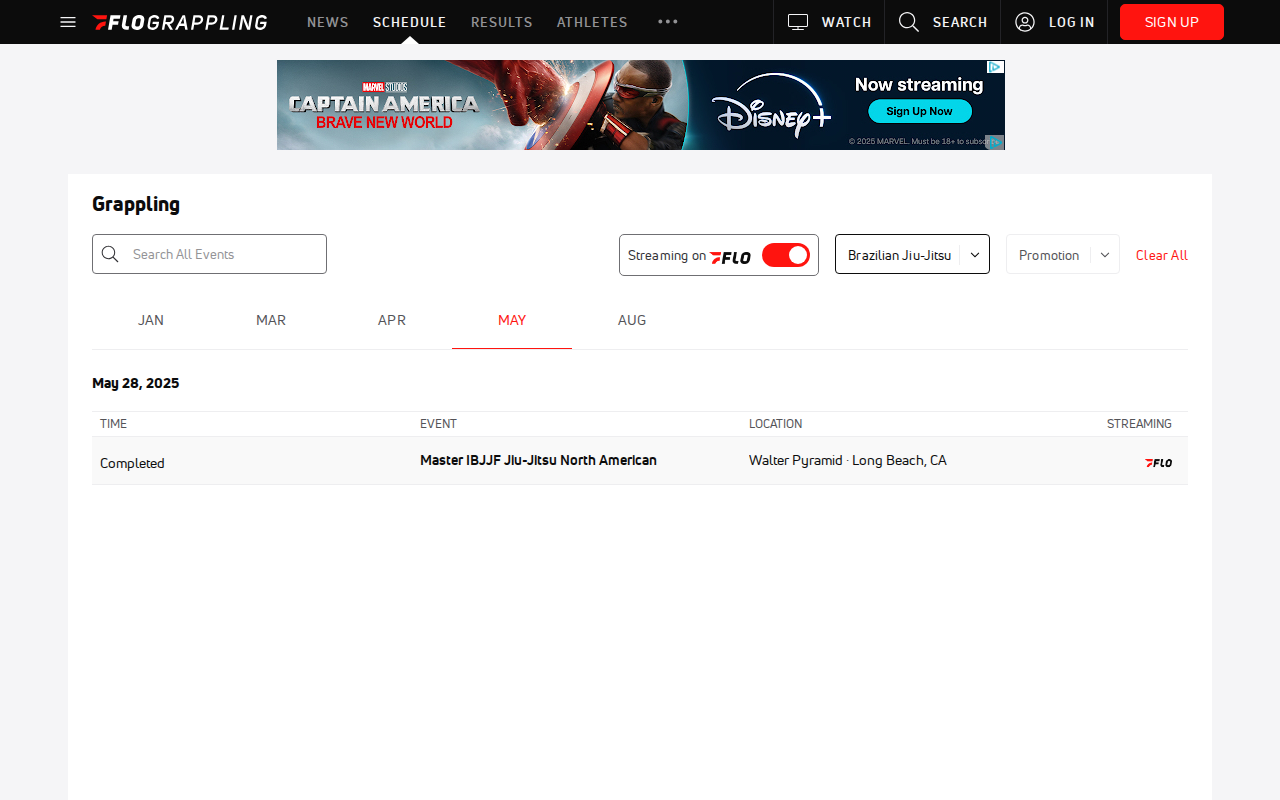 FLOGRAPPLING NEWS SCHEDULE RESULTS ATHLETES WATCH SEARCH LOG IN SIGN UP
MARVEL STUDIOS
CAPTAIN AMERICA
BRAVE NEW WORLD
Disney+
Now streaming
Sign Up Now
© 2025 MARVEL. Must be 18+ to subscribe
Grappling
Search All Events
Streaming on FLO
Brazilian Jiu-Jitsu
Promotion
Clear All
JAN MAR APR MAY AUG
May 28, 2025
TIME EVENT LOCATION STREAMING
Completed Master IBJJF Jiu-Jitsu North American Walter Pyramid · Long Beach, CA FLO